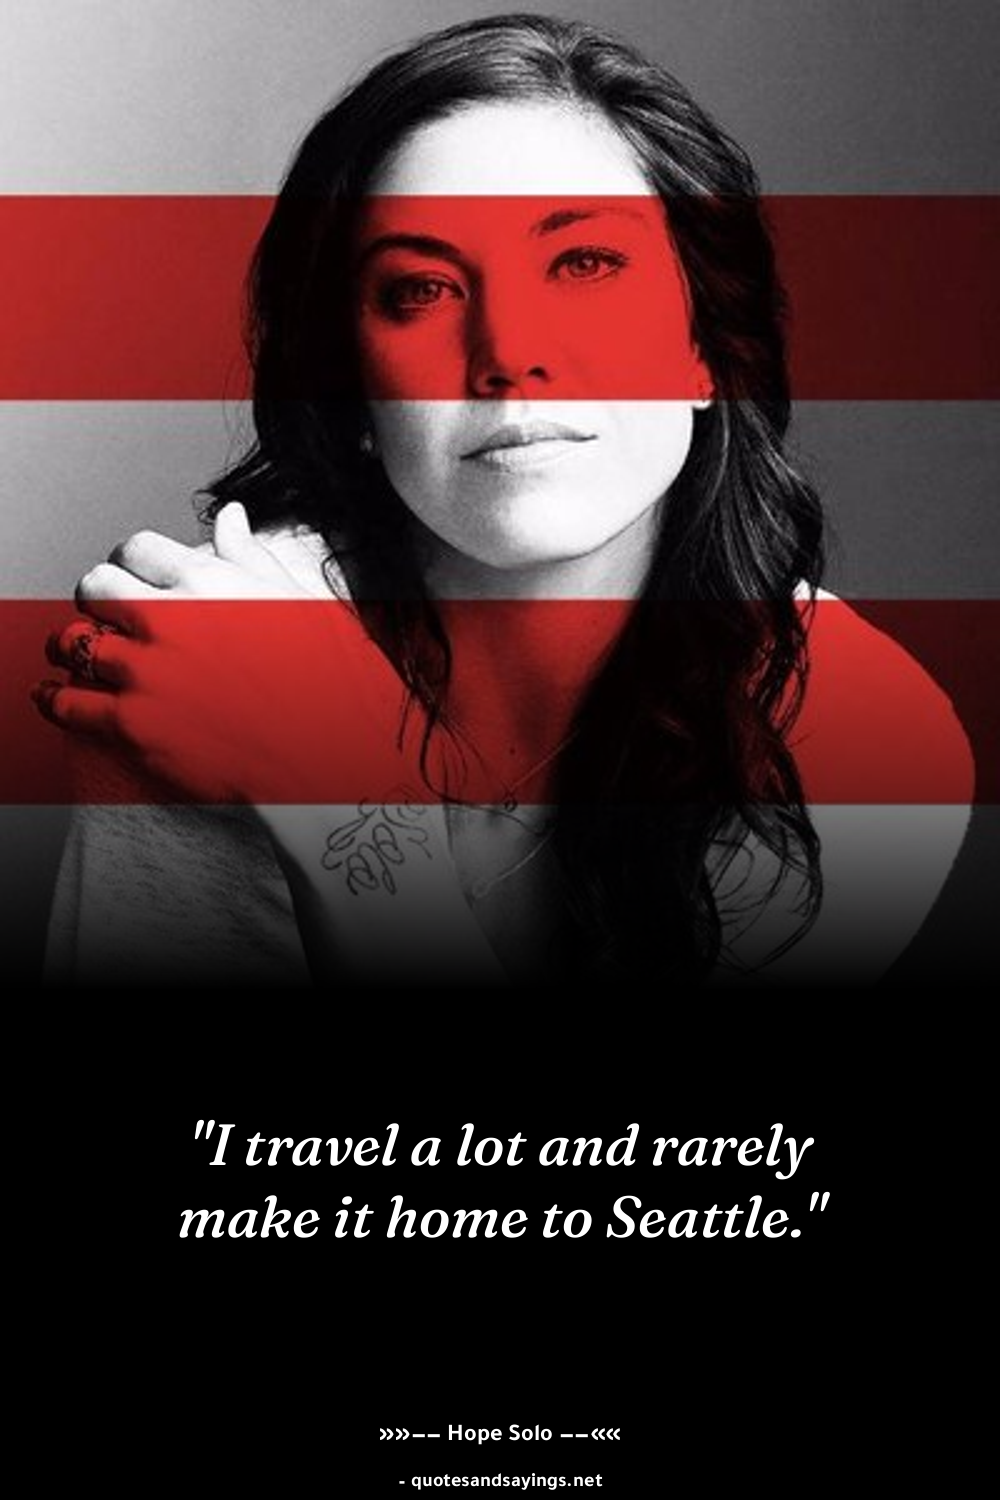 "I travel a lot and rarely
make it home to Seattle."
»»−− Hope Solo −−««
- quotesandsayings.net